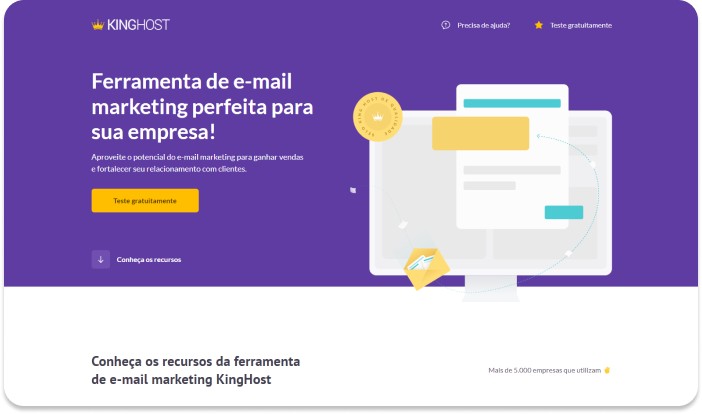 KINGHOST
Precisa de ajuda?
Teste gratuitamente
Ferramenta de e-mail
marketing perfeita para
sua empresa!
Aproveite o potencial do e-mail marketing para ganhar vendas
e fortalecer seu relacionamento com clientes.
Teste gratuitamente
Conheça os recursos
Conheça os recursos da ferramenta
de e-mail marketing KingHost
Mais de 5.000 empresas que utilizam